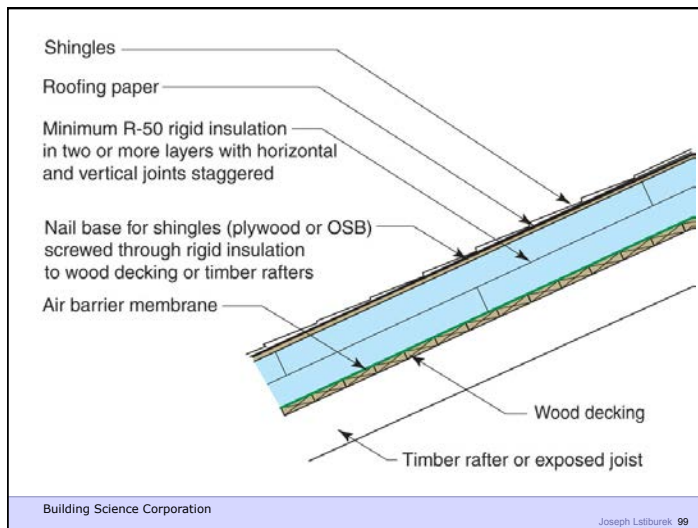 Shingles
Roofing paper
Minimum R-50 rigid insulation
in two or more layers with horizontal
and vertical joints staggered
Nail base for shingles (plywood or OSB)
screwed through rigid insulation
to wood decking or timber rafters
Air barrier membrane
Wood decking
Timber rafter or exposed joist
Building Science Corporation
Joseph Lstiburek 99